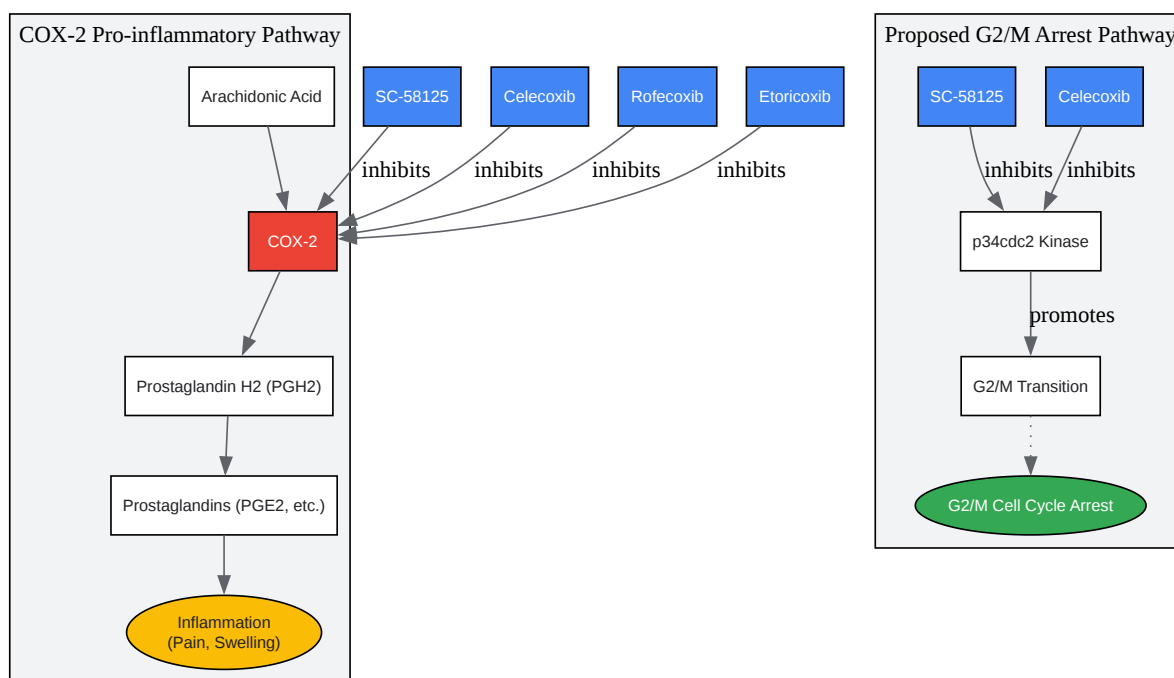 COX-2 Pro-inflammatory Pathway
Arachidonic Acid
SC-58125
Celecoxib
Rofecoxib
Etoricoxib
inhibits
inhibits
inhibits
inhibits
COX-2
Prostaglandin H2 (PGH2)
Prostaglandins (PGE2, etc.)
Inflammation
(Pain, Swelling)
Proposed G2/M Arrest Pathway
SC-58125
Celecoxib
inhibits
inhibits
p34cdc2 Kinase
promotes
G2/M Transition
G2/M Cell Cycle Arrest